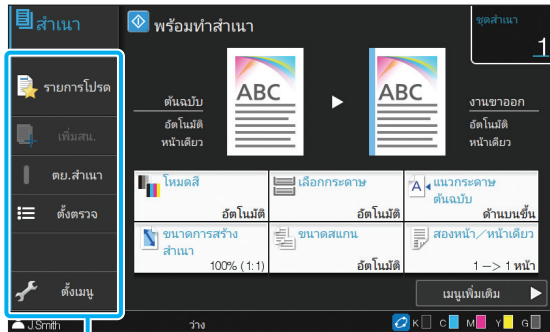 สำเนา
พร้อมทำสำเนา
ชุดสำเนา
1
รายการโปรด
เพิ่มสน.
ตย.สำเนา
ตั้งตรวจ
ตั้งเมนู
ต้นฉบับ
อัตโนมัติ
หน้าเดียว
ABC
ABC
งานขาออก
อัตโนมัติ
หน้าเดียว
โหมดสี
อัตโนมัติ
เลือกกระดาษ
อัตโนมัติ
A
แนวกระดาษ
ต้นฉบับ
ด้านบนขึ้น
ขนาดการสร้าง
สำเนา
100% (1:1)
ขนาดสแกน
อัตโนมัติ
สองหน้า/หน้าเดียว
1 -> 1 หน้า
เมนูเพิ่มเติม
J.Smith
ว่าง
K C M Y G